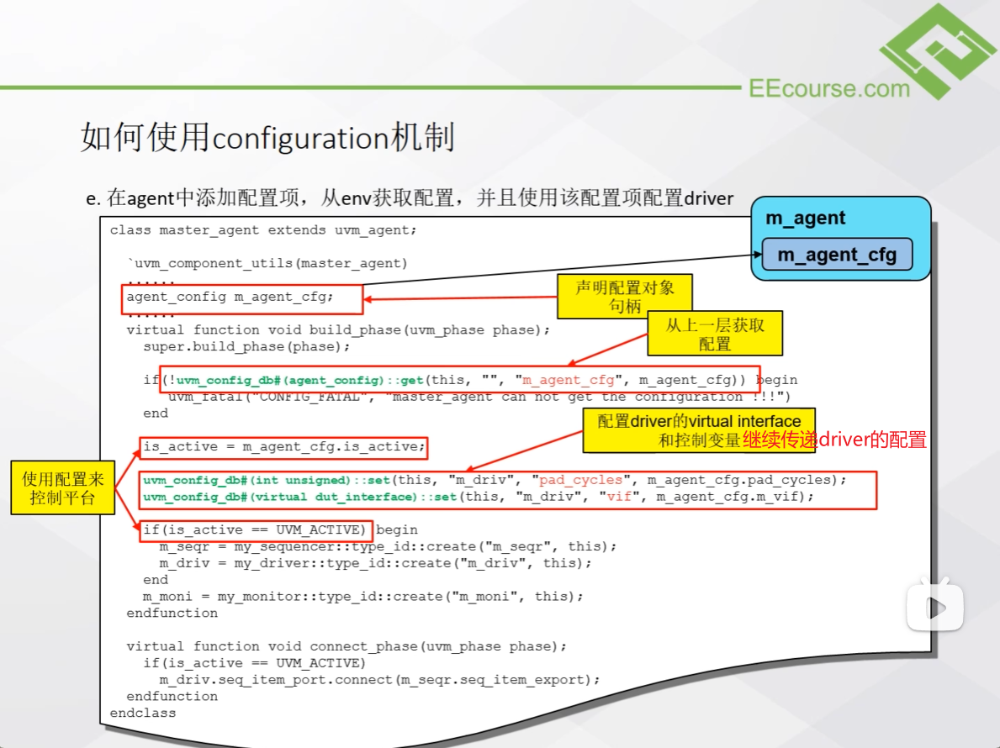 EEcourse.com
如何使用configuration机制
e. 在agent中添加配置项，从env获取配置，并且使用该配置项配置driver
m_agent
m_agent_cfg
class master_agent extends uvm_agent;
`uvm_component_utils(master_agent)
......
agent_config m_agent_cfg;
声明配置对象
句柄
......
virtual function void build_phase(uvm_phase phase);
super.build_phase(phase);
从上一层获取
配置
if(!uvm_config_db#(agent_config)::get(this, "", "m_agent_cfg", m_agent_cfg)) begin
uvm_fatal("CONFIG_FATAL", "master_agent can not get the configuration !!!")
end
配置driver的virtual interface
和控制变量
继续传递driver的配置
is_active = m_agent_cfg.is_active;
使用配置来
控制平台
uvm_config_db#(int unsigned)::set(this, "m_driv", "pad_cycles", m_agent_cfg.pad_cycles);
uvm_config_db#(virtual dut_interface)::set(this, "m_driv", "vif", m_agent_cfg.m_vif);
if(is_active == UVM_ACTIVE) begin
m_seqr = my_sequencer::type_id::create("m_seqr", this);
m_driv = my_driver::type_id::create("m_driv", this);
end
m_moni = my_monitor::type_id::create("m_moni", this);
endfunction
virtual function void connect_phase(uvm_phase phase);
if(is_active == UVM_ACTIVE)
m_driv.seq_item_port.connect(m_seqr.seq_item_export);
endfunction
endclass